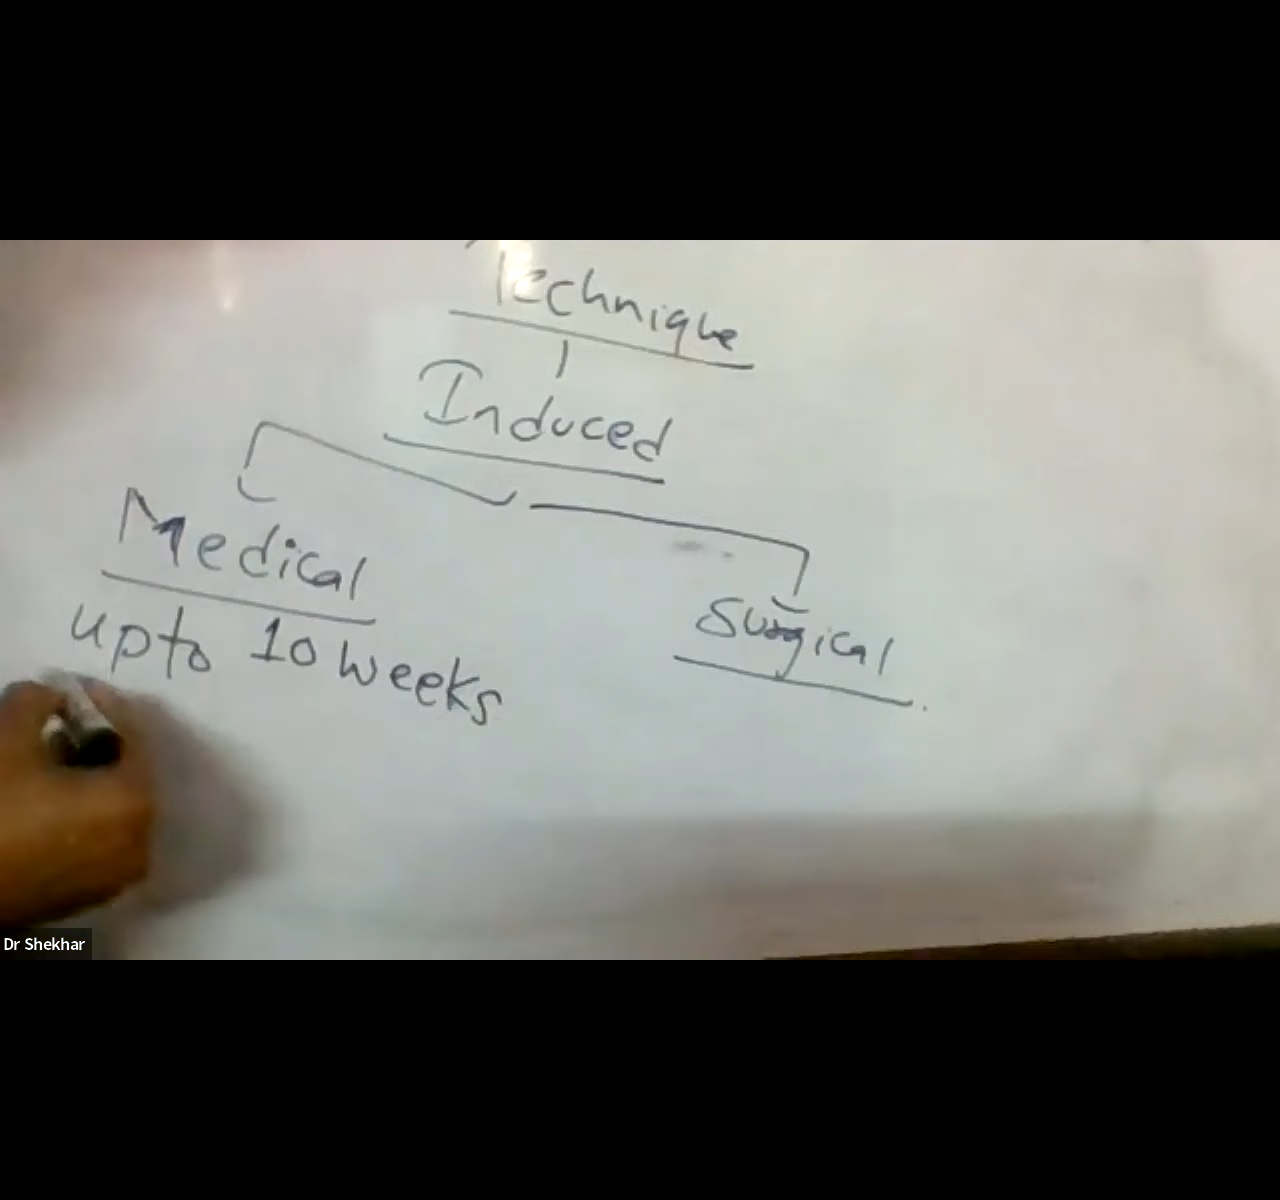 Technique
Induced
Medical
upto 10 weeks
Surgical
Dr Shekhar